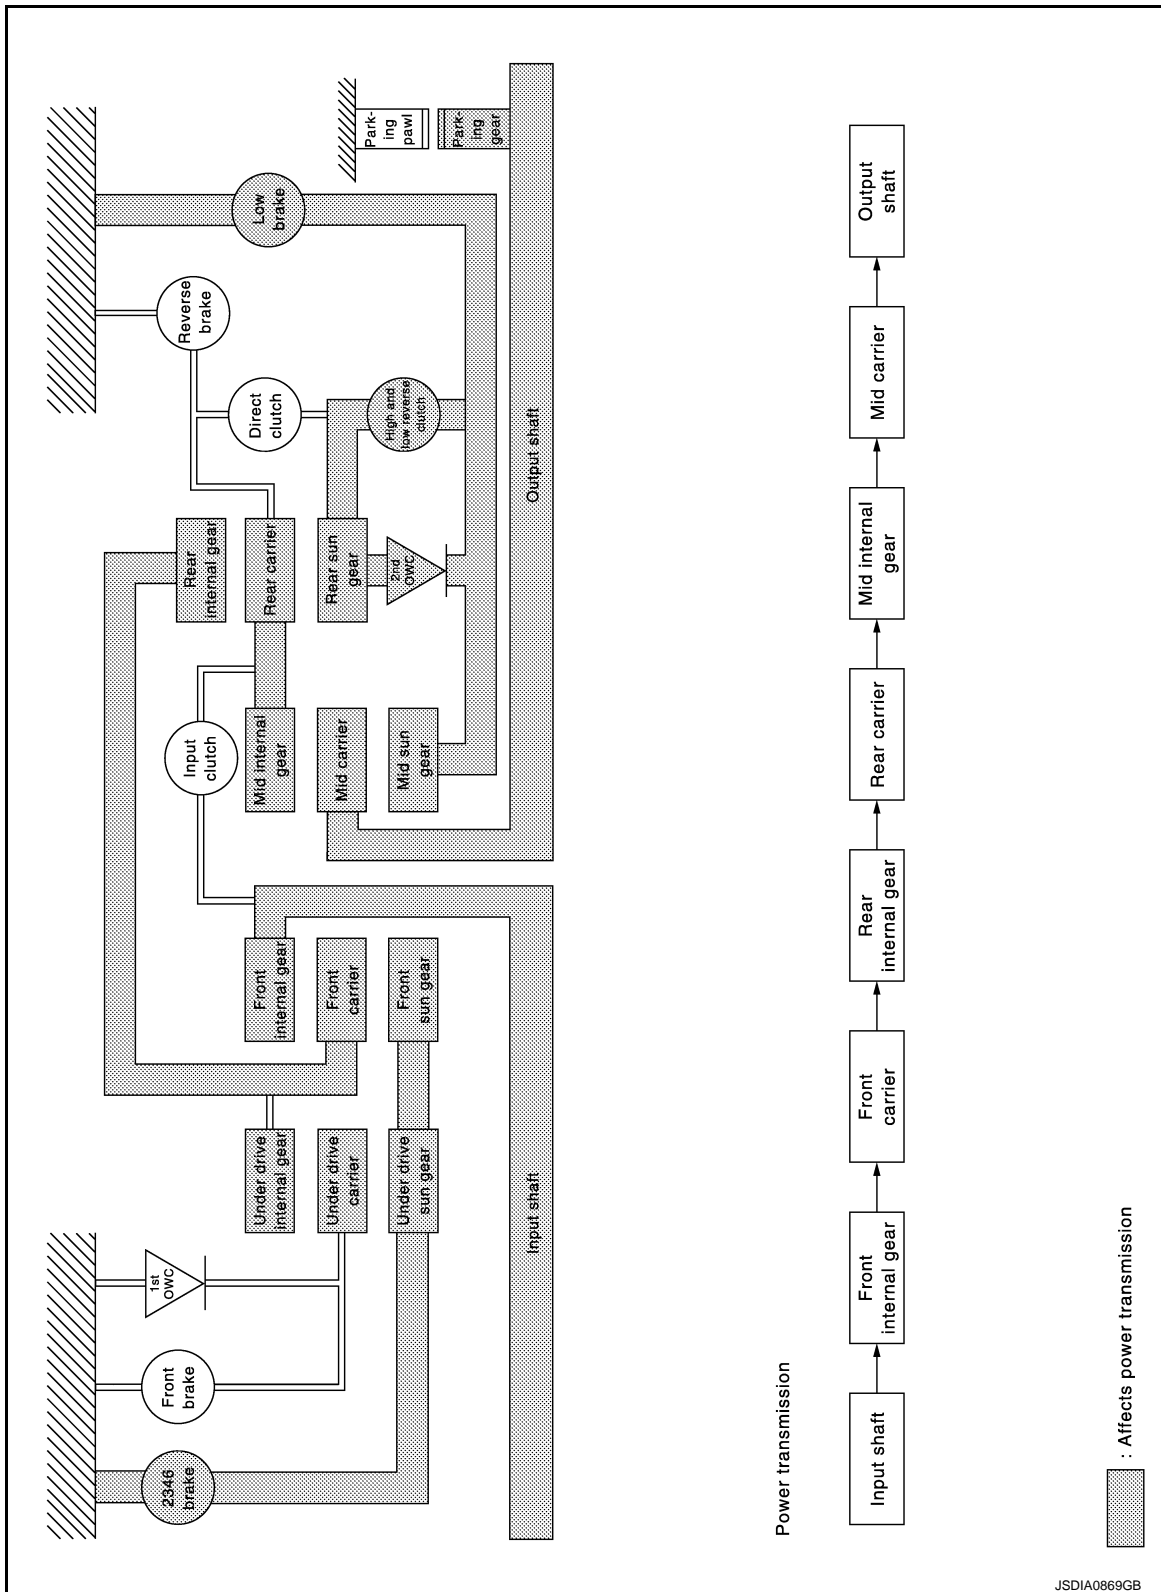 Park-
ing
pawl
Park-
ing
gear
Low
brake
Reverse
brake
Direct
clutch
High and
low reverse
clutch
Output shaft
Rear
internal gear
Rear carrier
Rear sun
gear
2nd
OWC
Input
clutch
Mid internal
gear
Mid carrier
Mid sun
gear
Front
internal gear
Front
carrier
Front
sun gear
Under drive
internal gear
Under drive
carrier
Under drive
sun gear
Input shaft
1st
OWC
Front
brake
2346
brake
Power transmission
Input shaft
Front
internal gear
Front
carrier
Rear
internal gear
Rear carrier
Mid internal
gear
Mid carrier
Output
shaft
: Affects power transmission
JSDIA0869GB